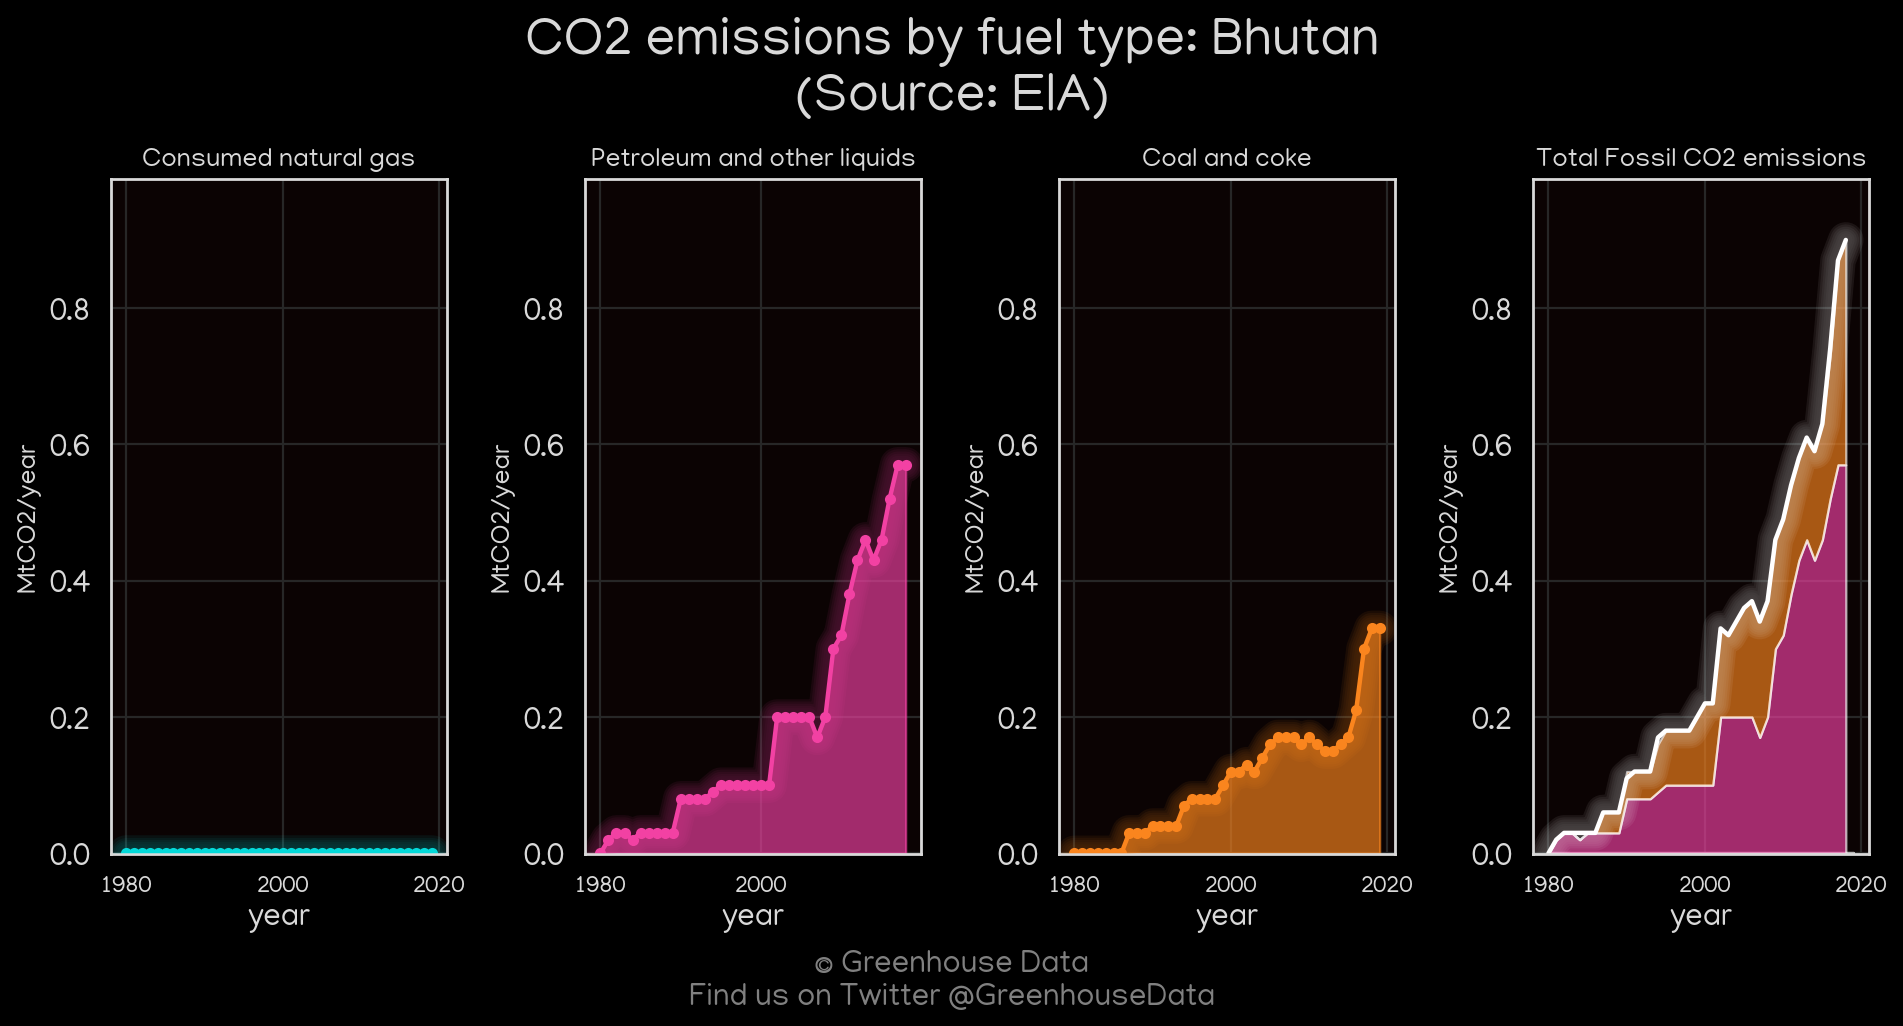 CO2 emissions by fuel type: Bhutan
(Source: EIA)
Consumed natural gas
MtCO2/year
0.8
0.6
0.4
0.2
0.0
1980 2000 2020
year
Petroleum and other liquids
MtCO2/year
0.8
0.6
0.4
0.2
0.0
1980 2000
year
Coal and coke
MtCO2/year
0.8
0.6
0.4
0.2
0.0
1980 2000 2020
year
Total Fossil CO2 emissions
MtCO2/year
0.8
0.6
0.4
0.2
0.0
1980 2000 2020
year
© Greenhouse Data
Find us on Twitter @GreenhouseData